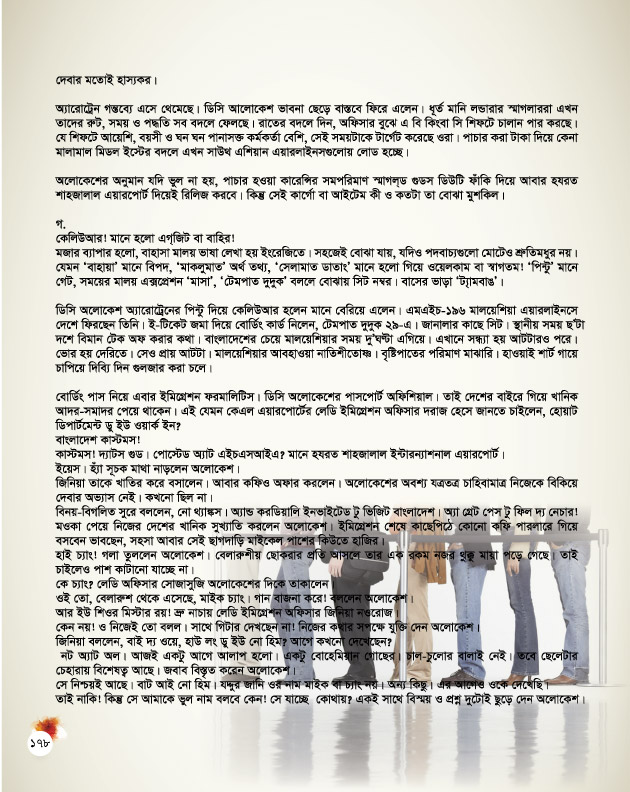 দেবার মতোই হাস্যকর।
অ্যারোট্রেন গন্তব্যে এসে থেমেছে। ডিসি আলোকেশ ভাবনা ছেড়ে বাস্তবে ফিরে এলেন। ধূর্ত মানি লন্ডারার স্মাগলাররা এখন
তাদের রুট, সময় ও পদ্ধতি সব বদলে ফেলছে। রাতের বদলে দিন, অফিসার বুঝে এ বি কিংবা সি শিফটে চালান পার করছে।
যে শিফটে আয়েশি, বয়সী ও ঘন ঘন পানাসক্ত কর্মকর্তা বেশি, সেই সময়টাকে টার্গেট করেছে ওরা। পাচার করা টাকা দিয়ে কেনা
মালামাল মিডল ইস্টের বদলে এখন সাউথ এশিয়ান এয়ারলাইনসগুলোয় লোড হচ্ছে।
অলোকেশের অনুমান যদি ভুল না হয়, পাচার হওয়া কারেন্সির সমপরিমাণ স্মাগল্‌ড গুডস ডিউটি ফাঁকি দিয়ে আবার হযরত
শাহজালাল এয়ারপোর্ট দিয়েই রিলিজ করবে। কিন্তু সেই কার্গো বা আইটেম কী ও কতটা তা বোঝা মুশকিল।
গ.
কেলিউআর! মানে হলো এগ্‌জিট বা বাহির!
মজার ব্যাপার হলো, বাহাসা মালয় ভাষা লেখা হয় ইংরেজিতে। সহজেই বোঝা যায়, যদিও পদবাচ্যগুলো মোটেও শ্রুতিমধুর নয়।
যেমন ‘বাহায়া’ মানে বিপদ, ‘মাকলুমাত’ অর্থ তথ্য, ‘সেলামাত ডাতাং’ মানে হলো গিয়ে ওয়েলকাম বা স্বাগতম! ‘পিন্টু’ মানে
গেট, সময়ের মালয় এক্সপ্রেশন ‘মাসা’, ‘টেমপাত দুদুক’ বললে বোঝায় সিট নম্বর। বাসের ভাড়া ‘ট্যামবাঙ’।
ডিসি অলোকেশ অ্যারোট্রেনের পিন্টু দিয়ে কেলিউআর হলেন মানে বেরিয়ে এলেন। এমএইচ-১৯৬ মালয়েশিয়া এয়ারলাইনসে
দেশে ফিরছেন তিনি। ই-টিকেট জমা দিয়ে বোর্ডিং কার্ড নিলেন, টেমপাত দুদুক ২৯-এ। জানালার কাছে সিট। স্থানীয় সময় ছ’টা
দশে বিমান টেক অফ করার কথা। বাংলাদেশের চেয়ে মালয়েশিয়ার সময় দু’ঘণ্টা এগিয়ে। এখানে সন্ধ্যা হয় আটটারও পরে।
ভোর হয় দেরিতে। সেও প্রায় আটটা। মালয়েশিয়ার আবহাওয়া নাতিশীতোষ্ণ। বৃষ্টিপাতের পরিমাণ মাঝারি। হাওয়াই শার্ট গায়ে
চাপিয়ে দিব্যি দিন গুলজার করা চলে।
বোর্ডিং পাস নিয়ে এবার ইমিগ্রেশন ফরমালিটিস। ডিসি অলোকেশের পাসপোর্ট অফিশিয়াল। তাই দেশের বাইরে গিয়ে খানিক
আদর-সমাদর পেয়ে থাকেন। এই যেমন কেএল এয়ারপোর্টের লেডি ইমিগ্রেশন অফিসার দরাজ হেসে জানতে চাইলেন, হোয়াট
ডিপার্টমেন্ট ডু ইউ ওয়ার্ক ইন?
বাংলাদেশ কাস্টমস!
কাস্টমস! দ্যাটস গুড। পোস্টেড অ্যাট এইচএসআইএ? মানে হযরত শাহজালাল ইন্টারন্যাশনাল এয়ারপোর্ট।
ইয়েস। হ্যাঁ সূচক মাথা নাড়লেন অলোকেশ।
জিনিয়া তাকে খাতির করে বসালেন। আবার কফিও অফার করলেন। অলোকেশের অবশ্য যত্রতত্র চাহিবামাত্র নিজেকে বিকিয়ে
দেবার অভ্যাস নেই। কখনো ছিল না।
বিনয়-বিগলিত সুরে বললেন, নো থ্যাঙ্কস। অ্যান্ড করডিয়ালি ইনভাইটেড টু ভিজিট বাংলাদেশ। অ্যা গ্রেট পেস টু ফিল দ্য নেচার!
মওকা পেয়ে নিজের দেশের খানিক সুখ্যাতি করলেন অলোকেশ। ইমিগ্রেশন শেষে কাছেপিঠে কোনো কফি পারলারে গিয়ে
বসবেন ভাবছেন, সহসা আবার সেই ছাগদাড়ি মাইকেল পাশের কিউতে হাজির।
হাই চ্যাং! গলা তুললেন অলোকেশ। বেলারুশীয় ছোকরার প্রতি আসলে তার এক রকম নজর থুক্কু মায়া পড়ে গেছে। তাই
চাইলেও পাশ কাটানো যাচ্ছে না।
কে চ্যাং? লেডি অফিসার সোজাসুজি অলোকেশের দিকে তাকালেন
ওই তো, বেলারুশ থেকে এসেছে, মাইক চ্যাং। গান বাজনা করে! বললেন অলোকেশ।
আর ইউ শিওর মিস্টার রয়! ভ্রু নাচায় লেডি ইমিগ্রেশন অফিসার জিনিয়া নওরোজ।
কেন নয়! ও নিজেই তো বলল। সাথে গিটার দেখছেন না! নিজের কথার সপক্ষে যুক্তি দেন অলোকেশ।
জিনিয়া বললেন, বাই দ্য ওয়ে, হাউ লং ডু ইউ নো হিম? আগে কখনো দেখেছেন?
নট অ্যাট অল। আজই একটু আগে আলাপ হলো। একটু বোহেমিয়ান গোছের। চাল-চুলোর বালাই নেই। তবে ছেলেটার
চেহারায় বিশেষত্ব আছে। জবাব বিস্তৃত করেন অলোকেশ।
সে নিশ্চয়ই আছে। বাট আই নো হিম। যদ্দুর জানি ওর নাম মাইক বা চ্যাং নয়। অন্য কিছু। এর আগেও ওকে দেখেছি।
তাই নাকি! কিন্তু সে আমাকে ভুল নাম বলবে কেন! সে যাচ্ছে কোথায়? একই সাথে বিস্ময় ও প্রশ্ন দুটোই ছুড়ে দেন অলোকেশ।
১৭৮